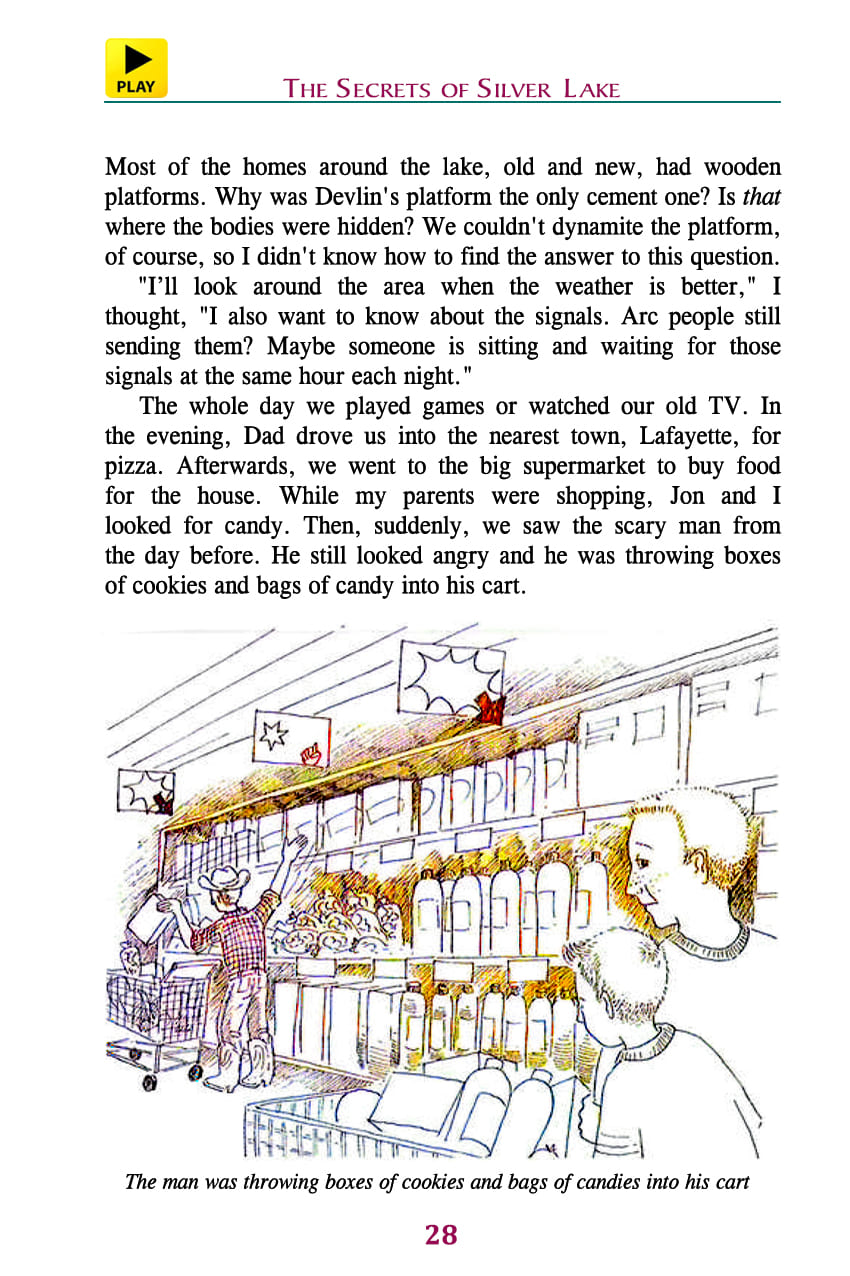 PLAY
THE SECRETS OF SILVER LAKE
Most of the homes around the lake, old and new, had wooden
platforms. Why was Devlin's platform the only cement one? Is that
where the bodies were hidden? We couldn't dynamite the platform,
of course, so I didn't know how to find the answer to this question.
"I’ll look around the area when the weather is better," I
thought, "I also want to know about the signals. Arc people still
sending them? Maybe someone is sitting and waiting for those
signals at the same hour each night."
The whole day we played games or watched our old TV. In
the evening, Dad drove us into the nearest town, Lafayette, for
pizza. Afterwards, we went to the big supermarket to buy food
for the house. While my parents were shopping, Jon and I
looked for candy. Then, suddenly, we saw the scary man from
the day before. He still looked angry and he was throwing boxes
of cookies and bags of candy into his cart.
The man was throwing boxes of cookies and bags of candies into his cart
28